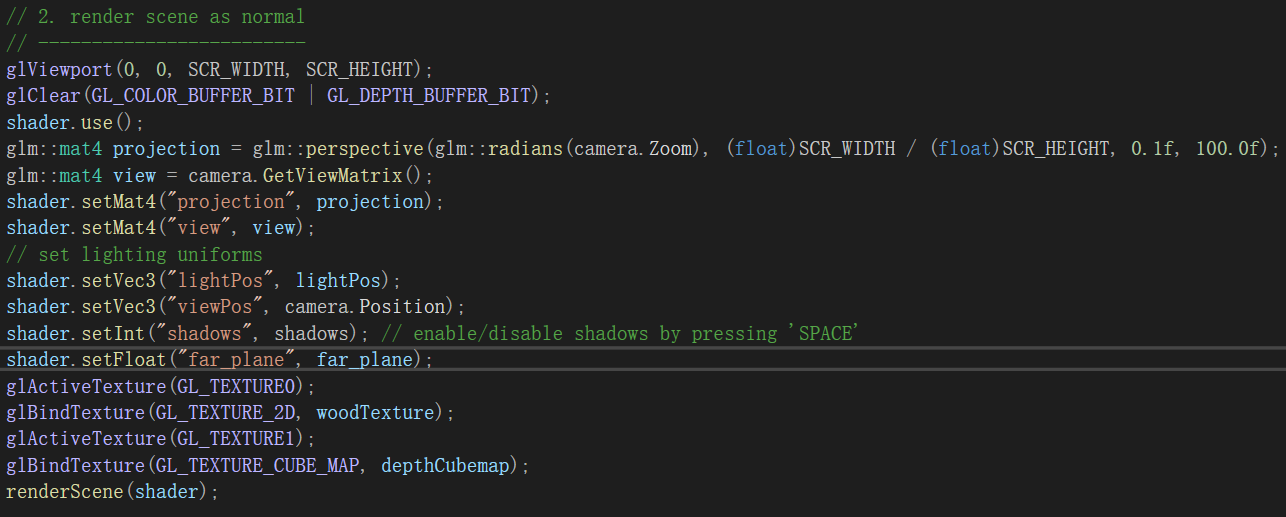 // 2. render scene as normal
// -------------------------
glViewport(0, 0, SCR_WIDTH, SCR_HEIGHT);
glClear(GL_COLOR_BUFFER_BIT | GL_DEPTH_BUFFER_BIT);
shader.use();
glm::mat4 projection = glm::perspective(glm::radians(camera.Zoom), (float)SCR_WIDTH / (float)SCR_HEIGHT, 0.1f, 100.0f);
glm::mat4 view = camera.GetViewMatrix();
shader.setMat4("projection", projection);
shader.setMat4("view", view);
// set lighting uniforms
shader.setVec3("lightPos", lightPos);
shader.setVec3("viewPos", camera.Position);
shader.setInt("shadows", shadows); // enable/disable shadows by pressing 'SPACE'
shader.setFloat("far_plane", far_plane);
glActiveTexture(GL_TEXTURE0);
glBindTexture(GL_TEXTURE_2D, woodTexture);
glActiveTexture(GL_TEXTURE1);
glBindTexture(GL_TEXTURE_CUBE_MAP, depthCubemap);
renderScene(shader);